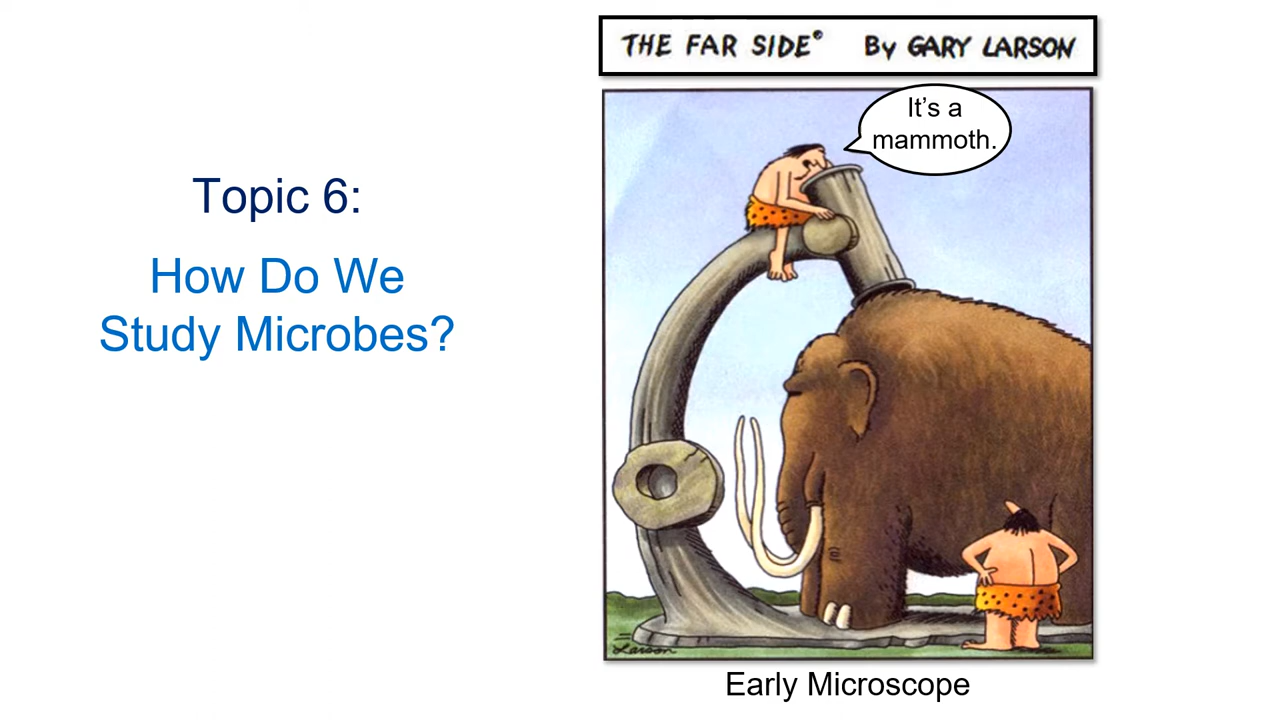 Topic 6:
How Do We
Study Microbes?
THE FAR SIDE® By GARY LARSON
It's a
mammoth.
Larson
Early Microscope